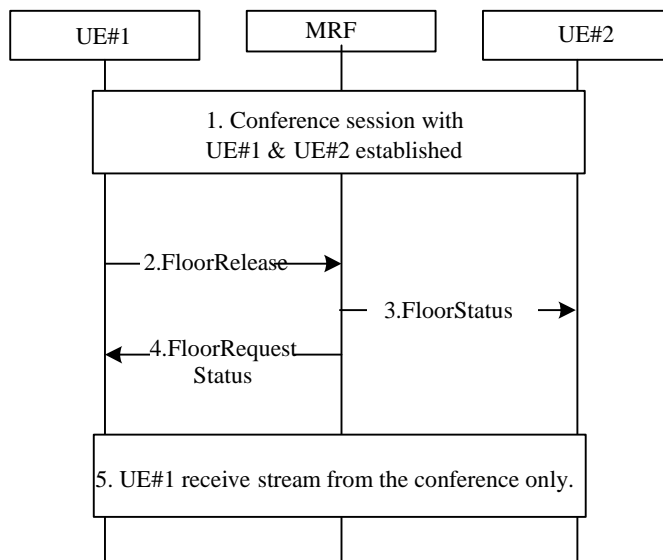 UE#1
MRF
UE#2
1. Conference session with
UE#1 & UE#2 established
2.FloorRelease
3.FloorStatus
4.FloorRequest
Status
5. UE#1 receive stream from the conference only.